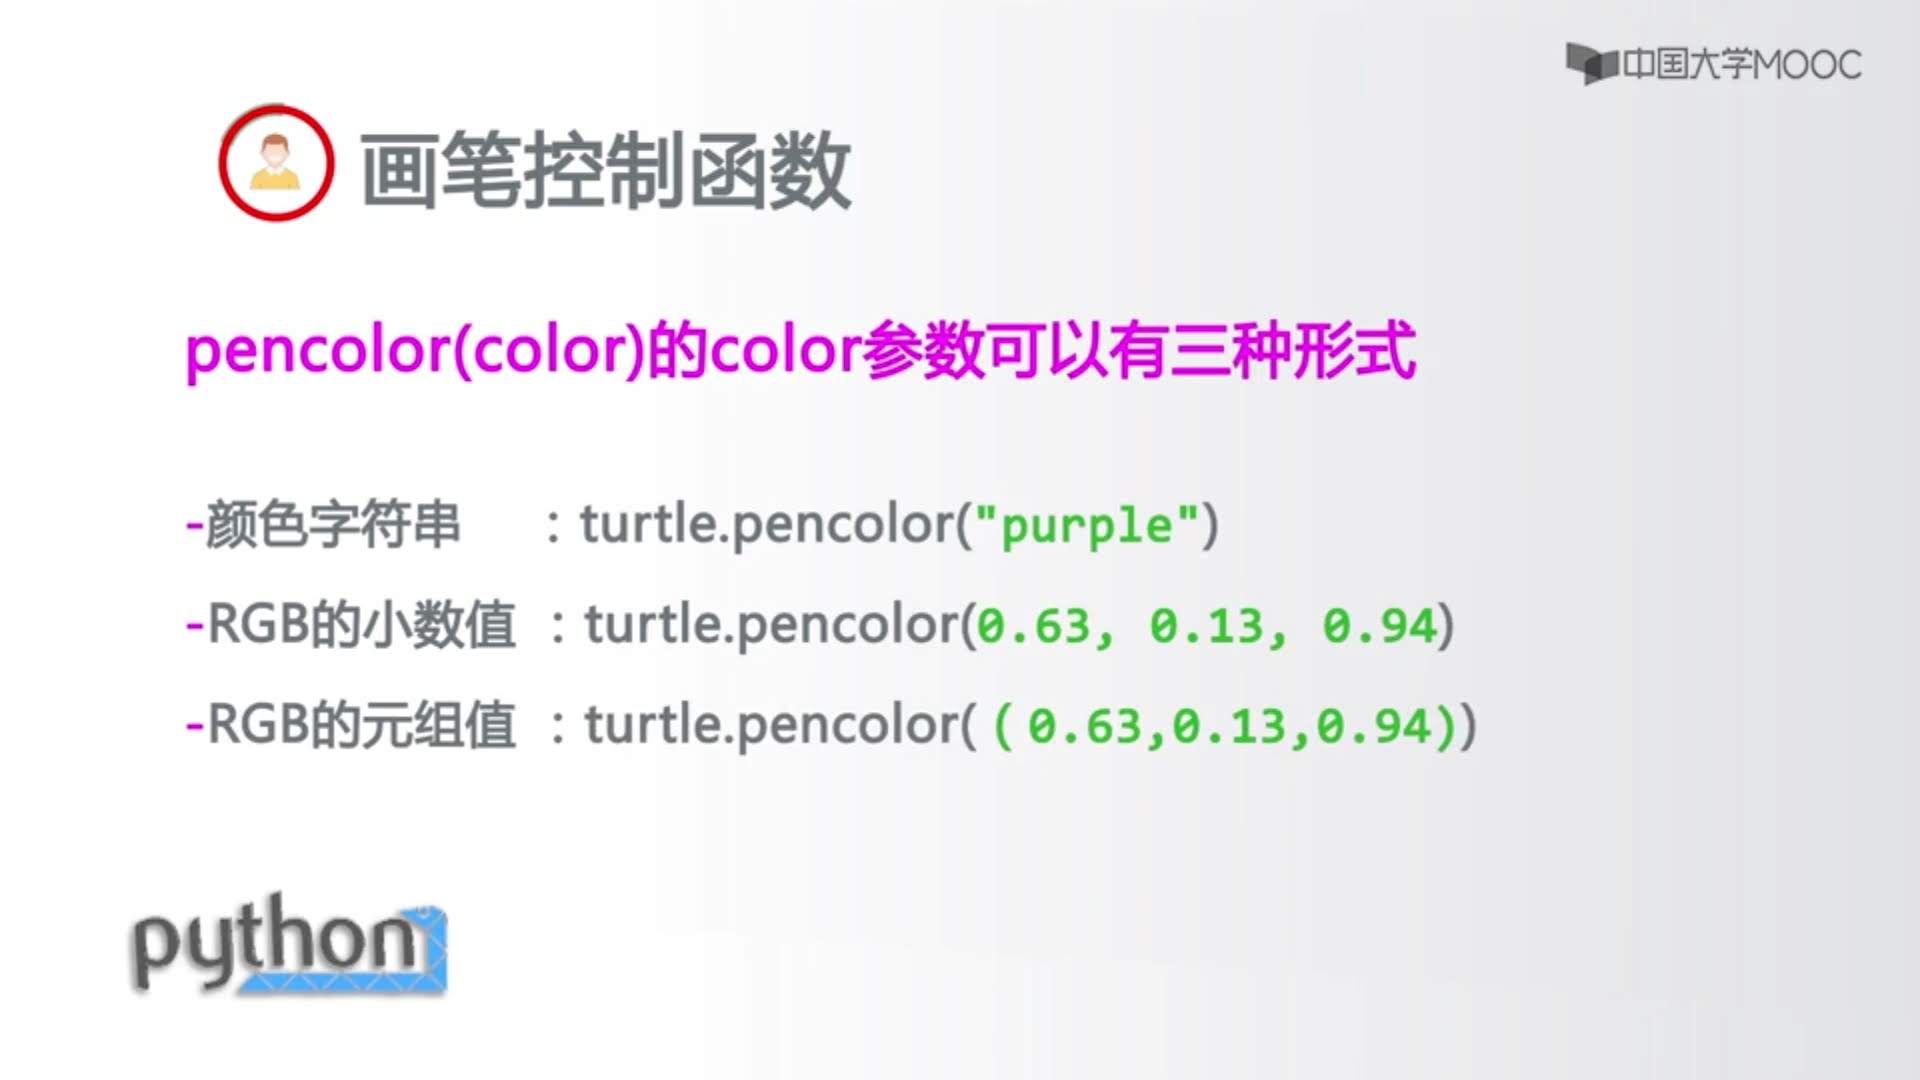 中国大学MOOC
画笔控制函数
pencolor(color)的color参数可以有三种形式
-颜色字符串 : turtle.pencolor("purple")
-RGB的小数值 : turtle.pencolor(0.63, 0.13, 0.94)
-RGB的元组值 : turtle.pencolor((0.63,0.13,0.94))
python